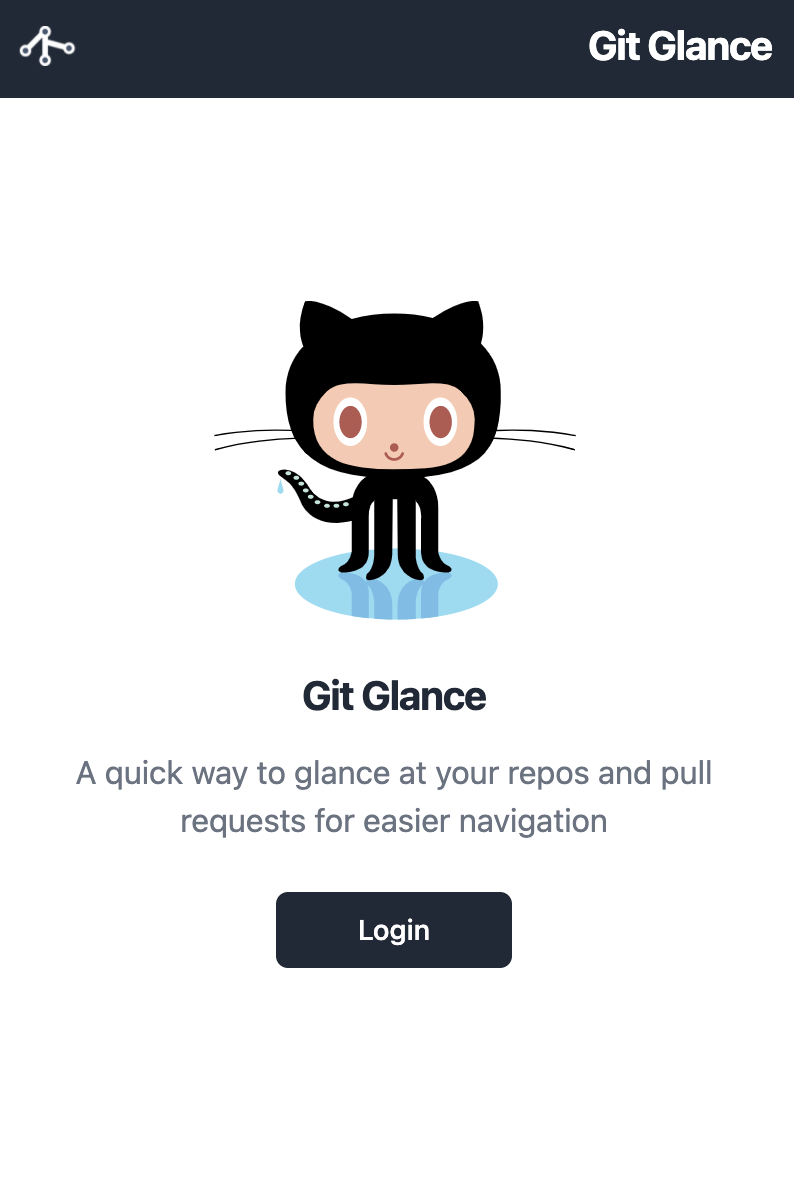 Git Glance
Git Glance
A quick way to glance at your repos and pull
requests for easier navigation
Login